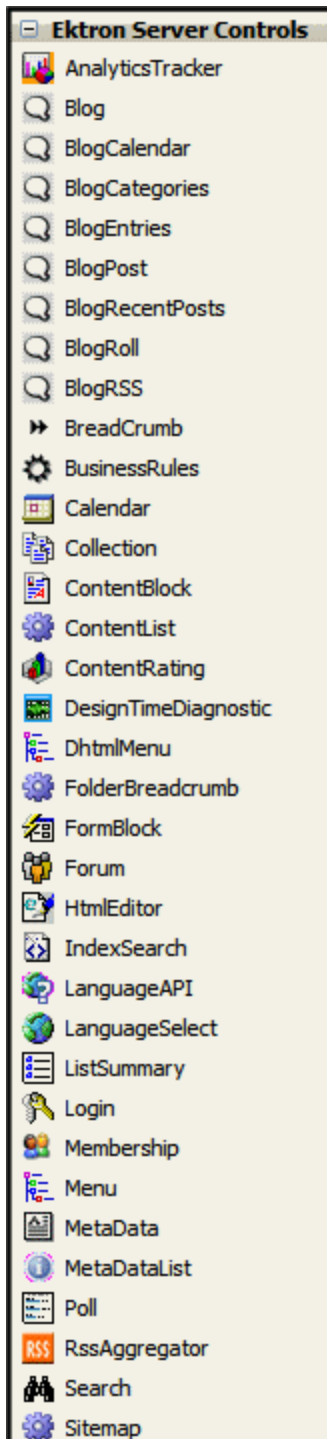 Ektron Server Controls
AnalyticsTracker
Blog
BlogCalendar
BlogCategories
BlogEntries
BlogPost
BlogRecentPosts
BlogRoll
BlogRSS
BreadCrumb
BusinessRules
Calendar
Collection
ContentBlock
ContentList
ContentRating
DesignTimeDiagnostic
DhtmlMenu
FolderBreadcrumb
FormBlock
Forum
HtmlEditor
IndexSearch
LanguageAPI
LanguageSelect
ListSummary
Login
Membership
Menu
MetaData
MetaDataList
Poll
RSS RssAggregator
Search
Sitemap